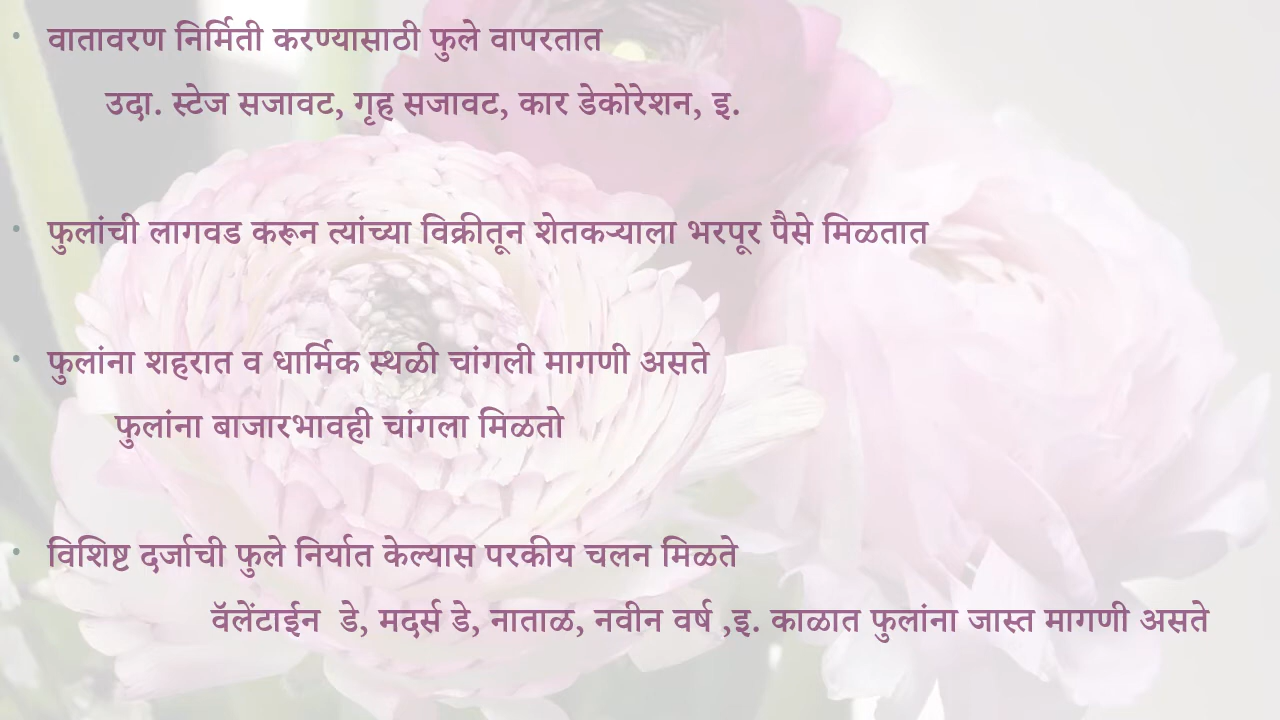 • वातावरण निर्मिती करण्यासाठी फुले वापरतात
उदा. स्टेज सजावट, गृह सजावट, कार डेकोरेशन, इ.
• फुलांची लागवड करून त्यांच्या विक्रीतून शेतकऱ्याला भरपूर पैसे मिळतात
• फुलांना शहरात व धार्मिक स्थळी चांगली मागणी असते
फुलांना बाजारभावही चांगला मिळतो
• विशिष्ट दर्जाची फुले निर्यात केल्यास परकीय चलन मिळते
वॅलेंटाईन डे, मदर्स डे, नाताळ, नवीन वर्ष ,इ. काळात फुलांना जास्त मागणी असते